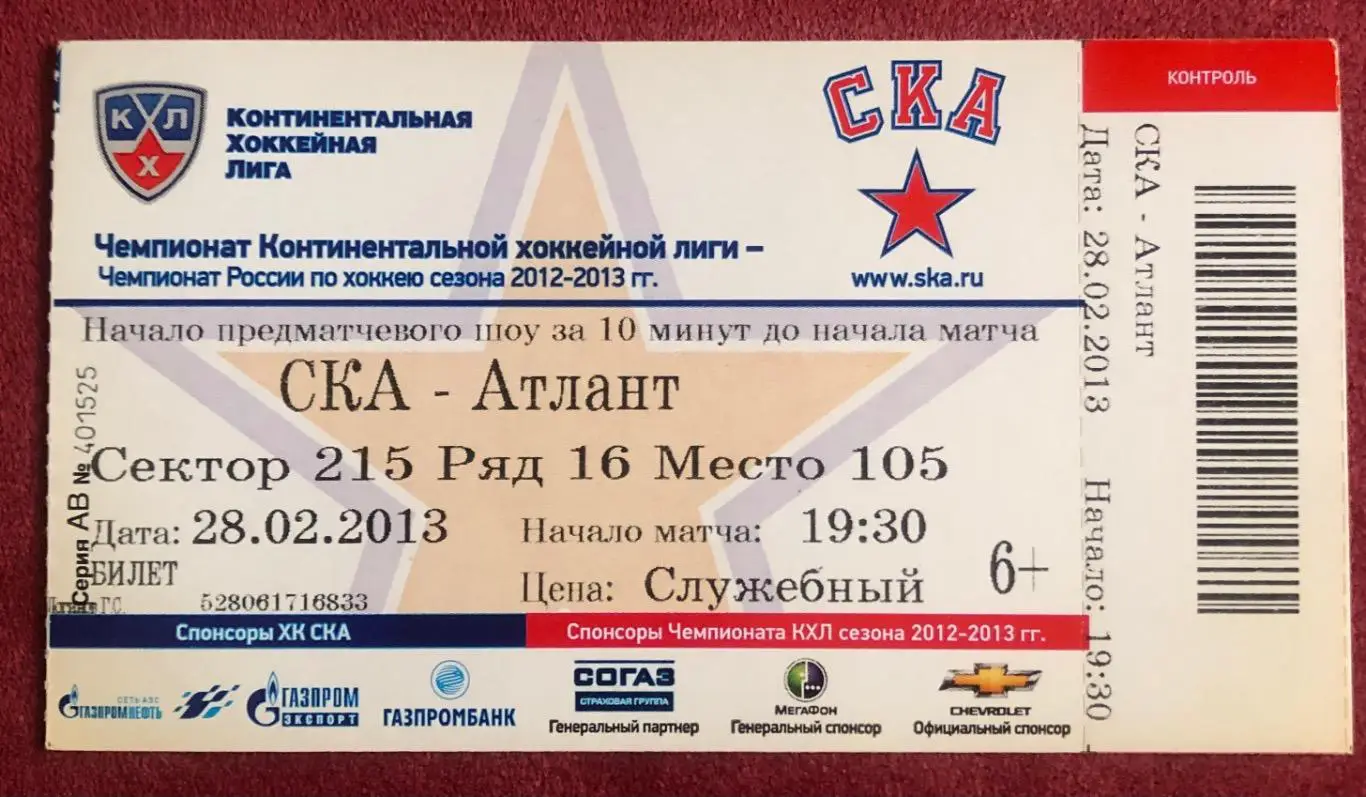 КХЛ
Х
Континентальная
Хоккейная
Лига
СКА
www.ska.ru
Чемпионат Континентальной хоккейной лиги –
Чемпионат России по хоккею сезона 2012-2013 гг.
Начало предматчевого шоу за 10 минут до начала матча
СКА - Атлант
Сектор 215 Ряд 16 Место 105
Дата: 28.02.2013 Начало матча: 19:30
БИЛЕТ Цена: Служебный 6+
528061716833
Серия АВ № 401525
Спонсоры ХК СКА
Спонсоры Чемпионата КХЛ сезона 2012-2013 гг.
СЕТЬ АЗС
ГАЗПРОМНЕФТЬ
ГАЗПРОМ
ЭКСПОРТ
ГАЗПРОМБАНК
СОГАЗ
СТРАХОВАЯ ГРУППА
Генеральный партнер
МегаФон
Генеральный спонсор
CHEVROLET
Официальный спонсор
КОНТРОЛЬ
СКА - Атлант
Дата: 28.02.2013 Начало: 19:30